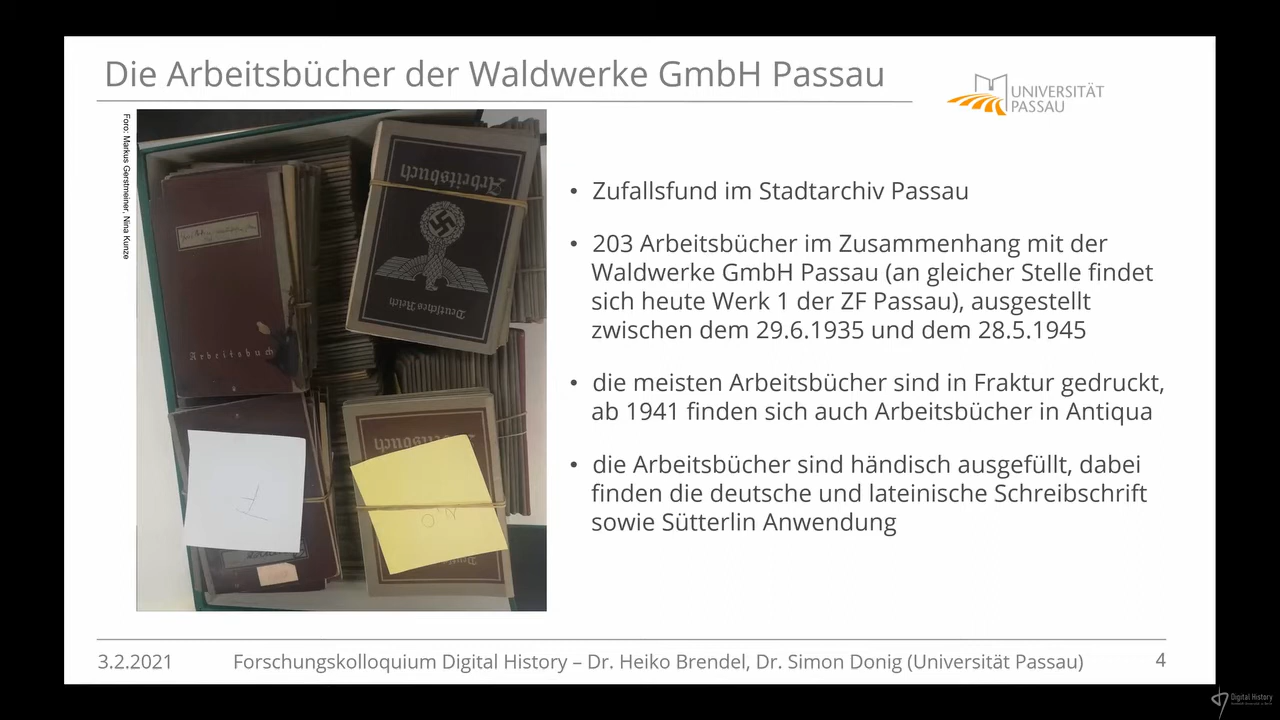 Die Arbeitsbücher der Waldwerke GmbH Passau
UNIVERSITÄT
PASSAU
Foro: Markus Gerstmeiner, Nina Kunze
Arbeitsbuch
Arbeitsbuch
Deutsches Reich
• Zufallsfund im Stadtarchiv Passau
• 203 Arbeitsbücher im Zusammenhang mit der
Waldwerke GmbH Passau (an gleicher Stelle findet
sich heute Werk 1 der ZF Passau), ausgestellt
zwischen dem 29.6.1935 und dem 28.5.1945
• die meisten Arbeitsbücher sind in Fraktur gedruckt,
ab 1941 finden sich auch Arbeitsbücher in Antiqua
• die Arbeitsbücher sind händisch ausgefüllt, dabei
finden die deutsche und lateinische Schreibschrift
sowie Sütterlin Anwendung
3.2.2021 Forschungskolloquium Digital History – Dr. Heiko Brendel, Dr. Simon Donig (Universität Passau) 4
Digital History